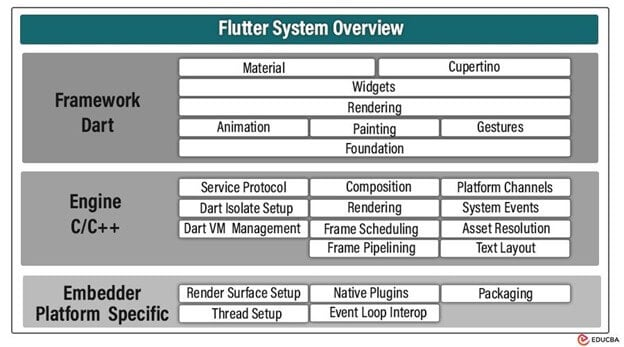 Flutter System Overview
Framework
Dart
Material Cupertino
Widgets
Rendering
Animation Painting Gestures
Foundation
Engine
C/C++
Service Protocol Composition Platform Channels
Dart Isolate Setup Rendering System Events
Dart VM Management Frame Scheduling Asset Resolution
Frame Pipelining Text Layout
Embedder
Platform Specific
Render Surface Setup Native Plugins Packaging
Thread Setup Event Loop Interop
EDUCBA